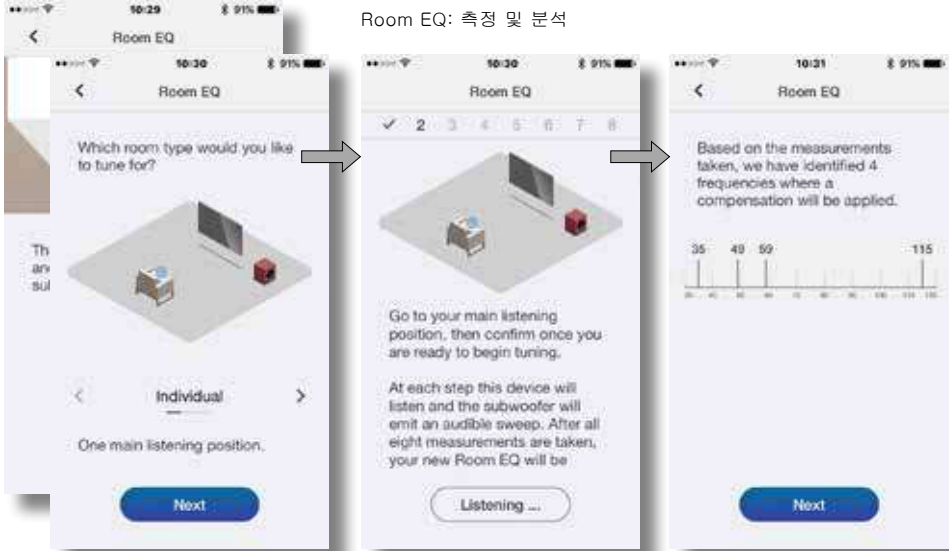 Room EQ: 측정 및 분석
10:29
91%
Room EQ
Th
an
su
10:30
91%
Room EQ
Which room type would you like
to tune for?
Individual
One main listening position.
Next
10:30
91%
Room EQ
2 3 4 5 6 7 8
Go to your main listening
position, then confirm once you
are ready to begin tuning.
At each step this device will
listen and the subwoofer will
emit an audible sweep. After all
eight measurements are taken,
your new Room EQ will be
Listening ...
10:31
91%
Room EQ
Based on the measurements
taken, we have identified 4
frequencies where a
compensation will be applied.
35 49 59 115
Next